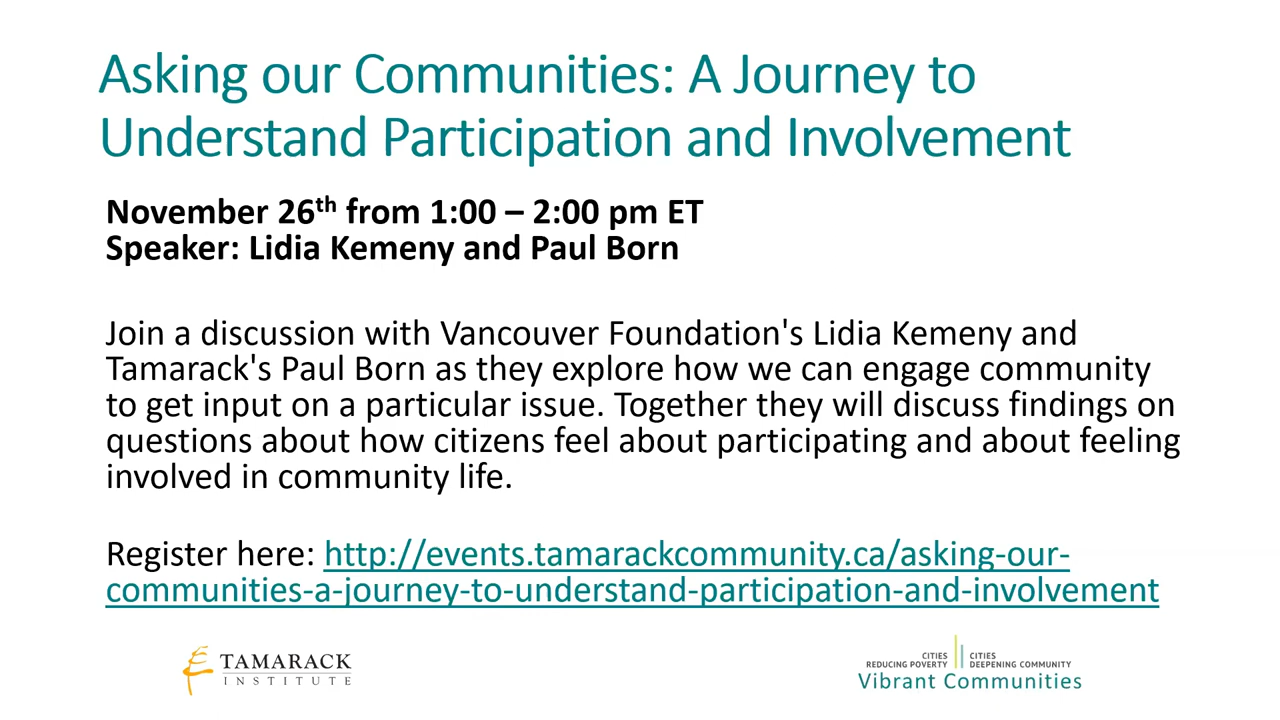 Asking our Communities: A Journey to
Understand Participation and Involvement
November 26th from 1:00 – 2:00 pm ET
Speaker: Lidia Kemeny and Paul Born
Join a discussion with Vancouver Foundation's Lidia Kemeny and
Tamarack's Paul Born as they explore how we can engage community
to get input on a particular issue. Together they will discuss findings on
questions about how citizens feel about participating and about feeling
involved in community life.
Register here: http://events.tamarackcommunity.ca/asking-our-
communities-a-journey-to-understand-participation-and-involvement
TAMARACK
INSTITUTE
CITIES
REDUCING POVERTY
CITIES
DEEPENING COMMUNITY
Vibrant Communities